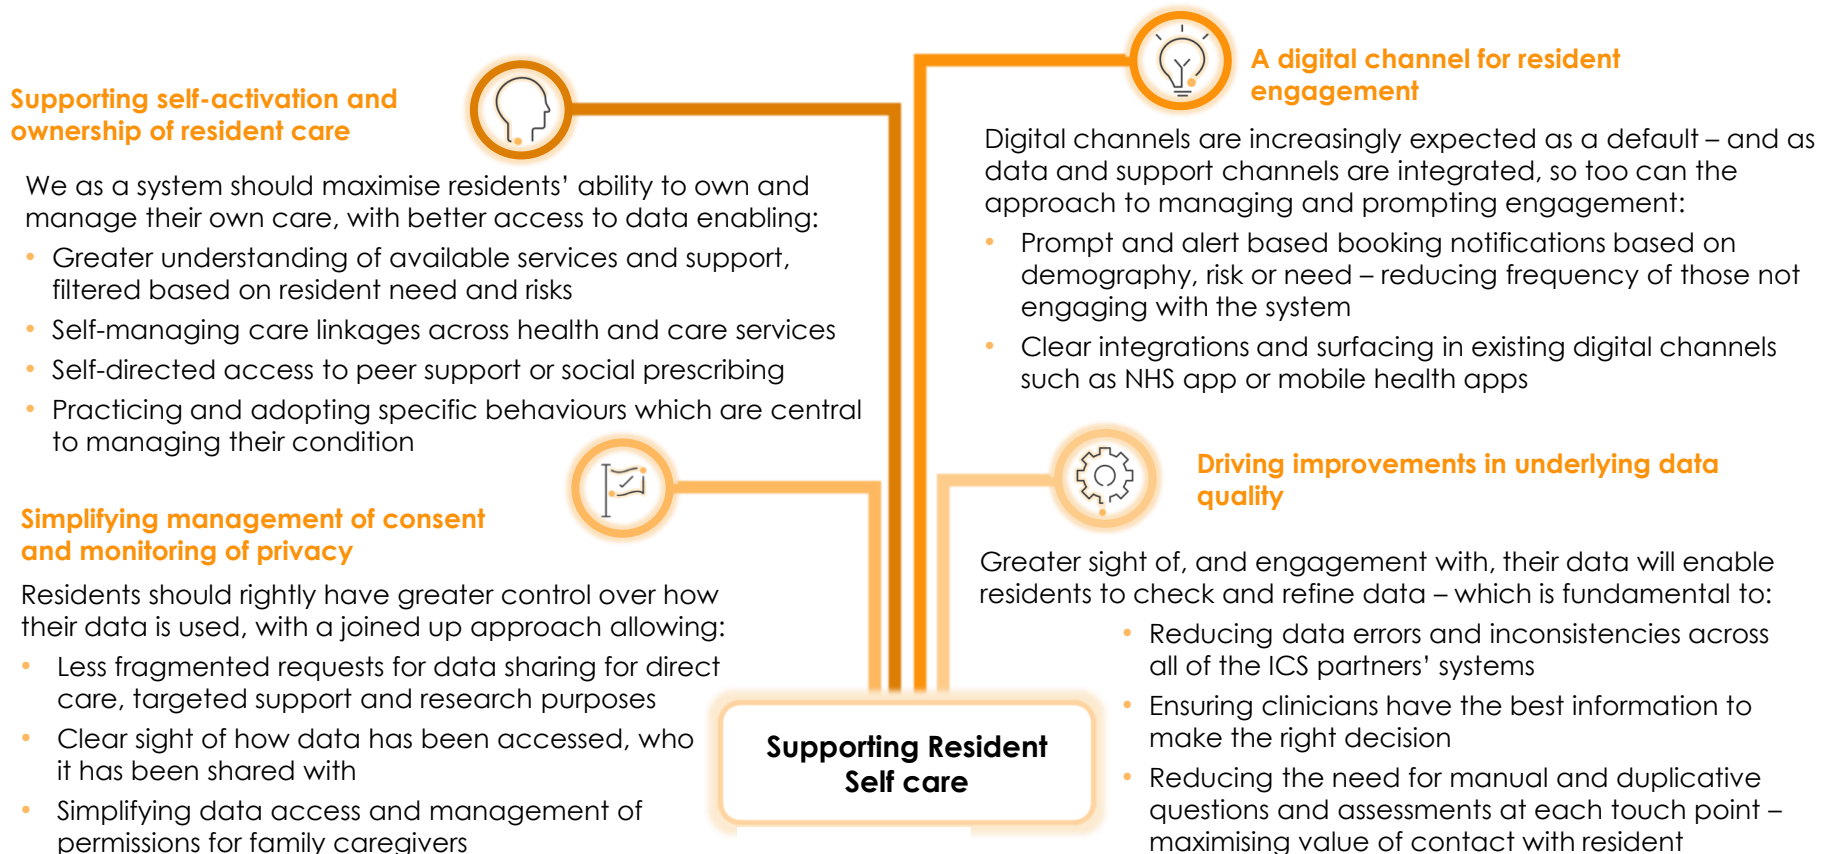 Supporting self-activation and
ownership of resident care
We as a system should maximise residents’ ability to own and
manage their own care, with better access to data enabling:
• Greater understanding of available services and support,
filtered based on resident need and risks
• Self-managing care linkages across health and care services
• Self-directed access to peer support or social prescribing
• Practicing and adopting specific behaviours which are central
to managing their condition
Simplifying management of consent
and monitoring of privacy
Residents should rightly have greater control over how
their data is used, with a joined up approach allowing:
• Less fragmented requests for data sharing for direct
care, targeted support and research purposes
• Clear sight of how data has been accessed, who
it has been shared with
• Simplifying data access and management of
permissions for family caregivers
A digital channel for resident
engagement
Digital channels are increasingly expected as a default – and as
data and support channels are integrated, so too can the
approach to managing and prompting engagement:
• Prompt and alert based booking notifications based on
demography, risk or need – reducing frequency of those not
engaging with the system
• Clear integrations and surfacing in existing digital channels
such as NHS app or mobile health apps
Driving improvements in underlying data
quality
Greater sight of, and engagement with, their data will enable
residents to check and refine data – which is fundamental to:
• Reducing data errors and inconsistencies across
all of the ICS partners’ systems
• Ensuring clinicians have the best information to
make the right decision
• Reducing the need for manual and duplicative
questions and assessments at each touch point –
maximising value of contact with resident
Supporting Resident
Self care